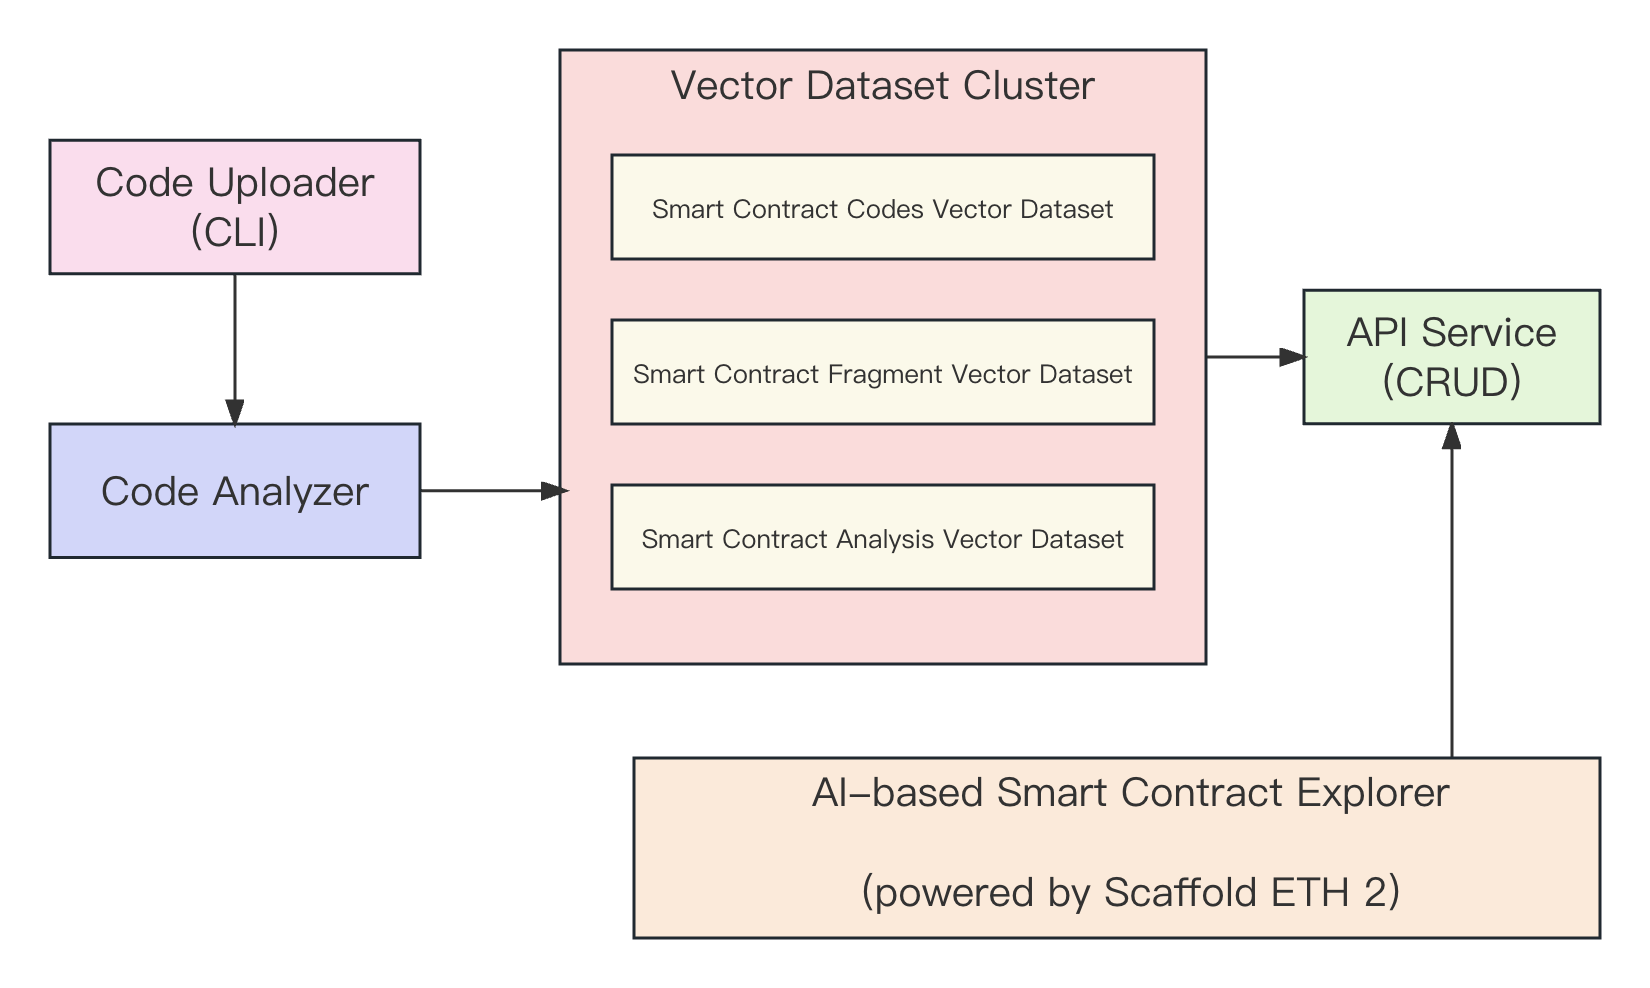 Vector Dataset Cluster
Code Uploader
(CLI)
Smart Contract Codes Vector Dataset
Smart Contract Fragment Vector Dataset
API Service
(CRUD)
Code Analyzer
Smart Contract Analysis Vector Dataset
AI-based Smart Contract Explorer
(powered by Scaffold ETH 2)